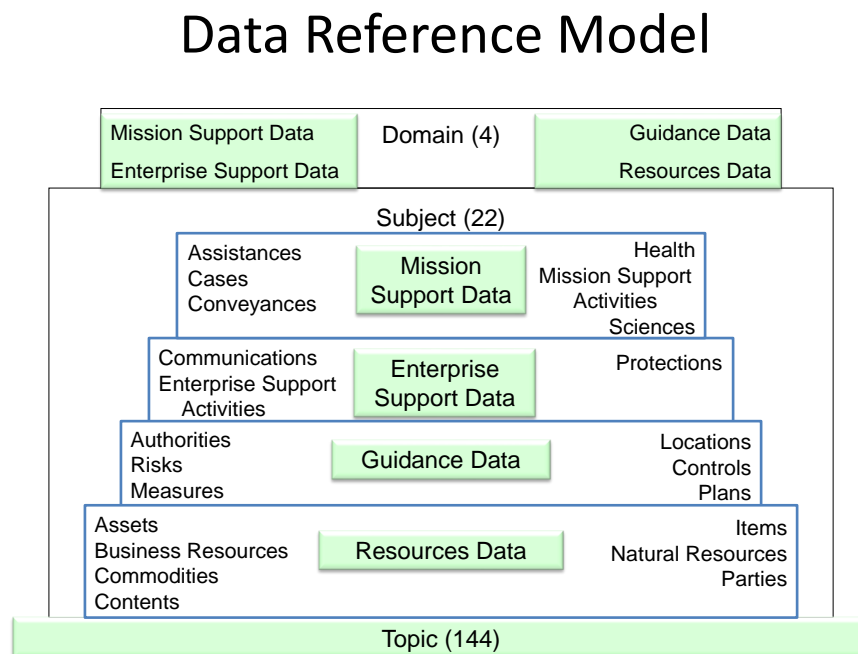 Data Reference Model
Mission Support Data
Enterprise Support Data
Domain (4)
Guidance Data
Resources Data
Subject (22)
Assistances
Cases
Conveyances
Mission
Support Data
Health
Mission Support
Activities
Sciences
Communications
Enterprise Support
Activities
Enterprise
Support Data
Protections
Authorities
Risks
Measures
Guidance Data
Locations
Controls
Plans
Assets
Business Resources
Commodities
Contents
Resources Data
Items
Natural Resources
Parties
Topic (144)